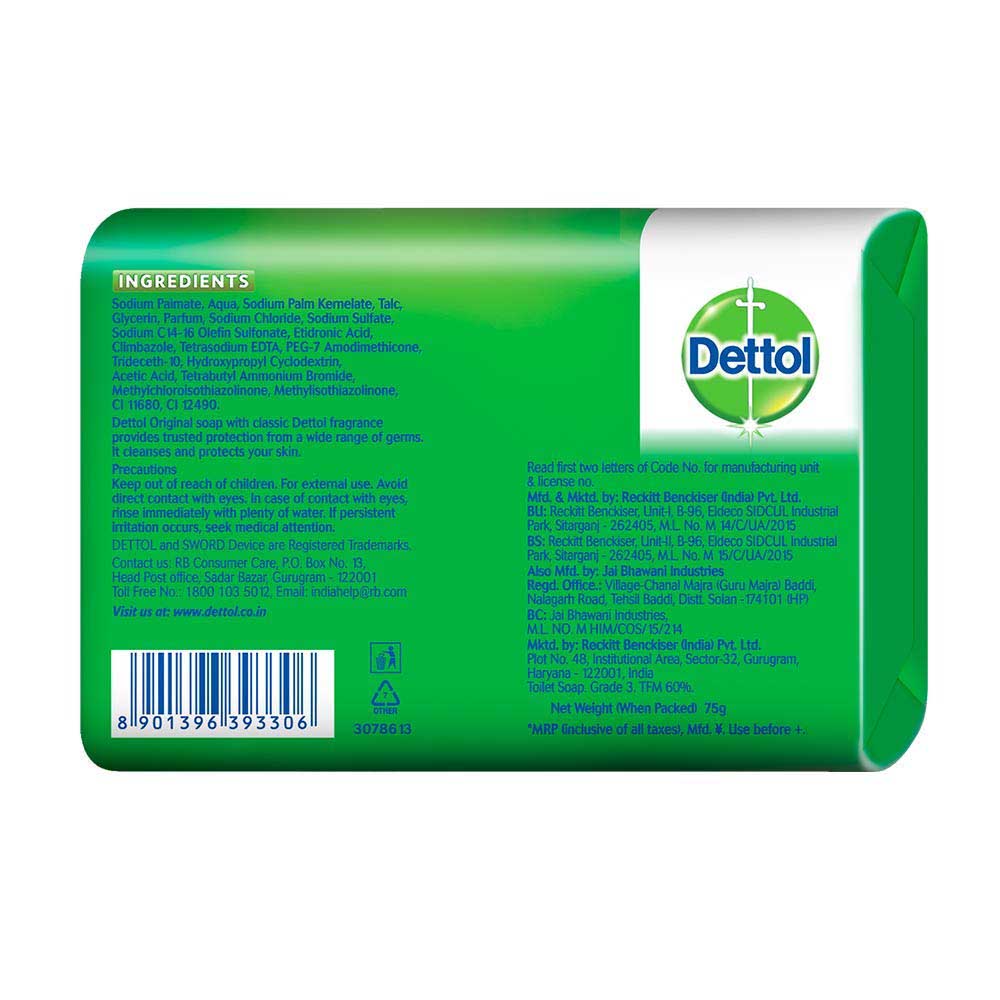 INGREDIENTS
Sodium Palmate, Aqua, Sodium Palm Kernelate, Talc,
Glycerin, Parfum, Sodium Chloride, Sodium Sulfate,
Sodium C14-16 Olefin Sulfonate, Etidronic Acid,
Climbazole, Tetrasodium EDTA, PEG-7 Amodimethicone,
Trideceth-10, Hydroxypropyl Cyclodextrin,
Acetic Acid, Tetrabutyl Ammonium Bromide,
Methylchloroisothiazolinone, Methylisothiazolinone,
CI 11680, CI 12490.
Dettol Original soap with classic Dettol fragrance
provides trusted protection from a wide range of germs.
It cleanses and protects your skin.
Precautions
Keep out of reach of children. For external use. Avoid
direct contact with eyes. In case of contact with eyes,
rinse immediately with plenty of water. If persistent
irritation occurs, seek medical attention.
DETTOL and SWORD Device are Registered Trademarks.
Contact us: RB Consumer Care, P.O. Box No. 13,
Head Post office, Sadar Bazar, Gurugram - 122001
Toll Free No.: 1800 103 5012, Email: indiahelp@rb.com
Visit us at: www.dettol.co.in
8 901396 393306
7
OTHER
3078613
Dettol
Read first two letters of Code No. for manufacturing unit
& license no.
Mfd. & Mktd. by: Reckitt Benckiser (India) Pvt. Ltd.
BU: Reckitt Benckiser, Unit-I, B-96, Eldeco SIDCUL Industrial
Park, Sitarganj - 262405, M.L. No. M 14/C/UA/2015
BS: Reckitt Benckiser, Unit-II, B-96, Eldeco SIDCUL Industrial
Park, Sitarganj - 262405, M.L. No. M 15/C/UA/2015
Also Mfd. by: Jai Bhawani Industries
Regd. Office.: Village-Chanal Majra (Guru Majra) Baddi,
Nalagarh Road, Tehsil Baddi, Distt. Solan - 174101 (HP)
BC: Jai Bhawani Industries,
M.L. NO. M HIM/COS/15/214
Mktd. by: Reckitt Benckiser (India) Pvt. Ltd.
Plot No. 48, Institutional Area, Sector-32, Gurugram,
Haryana - 122001, India
Toilet Soap. Grade 3. TFM 60%.
Net Weight (When Packed) 75g
*MRP (inclusive of all taxes), Mfd. ¥. Use before +.